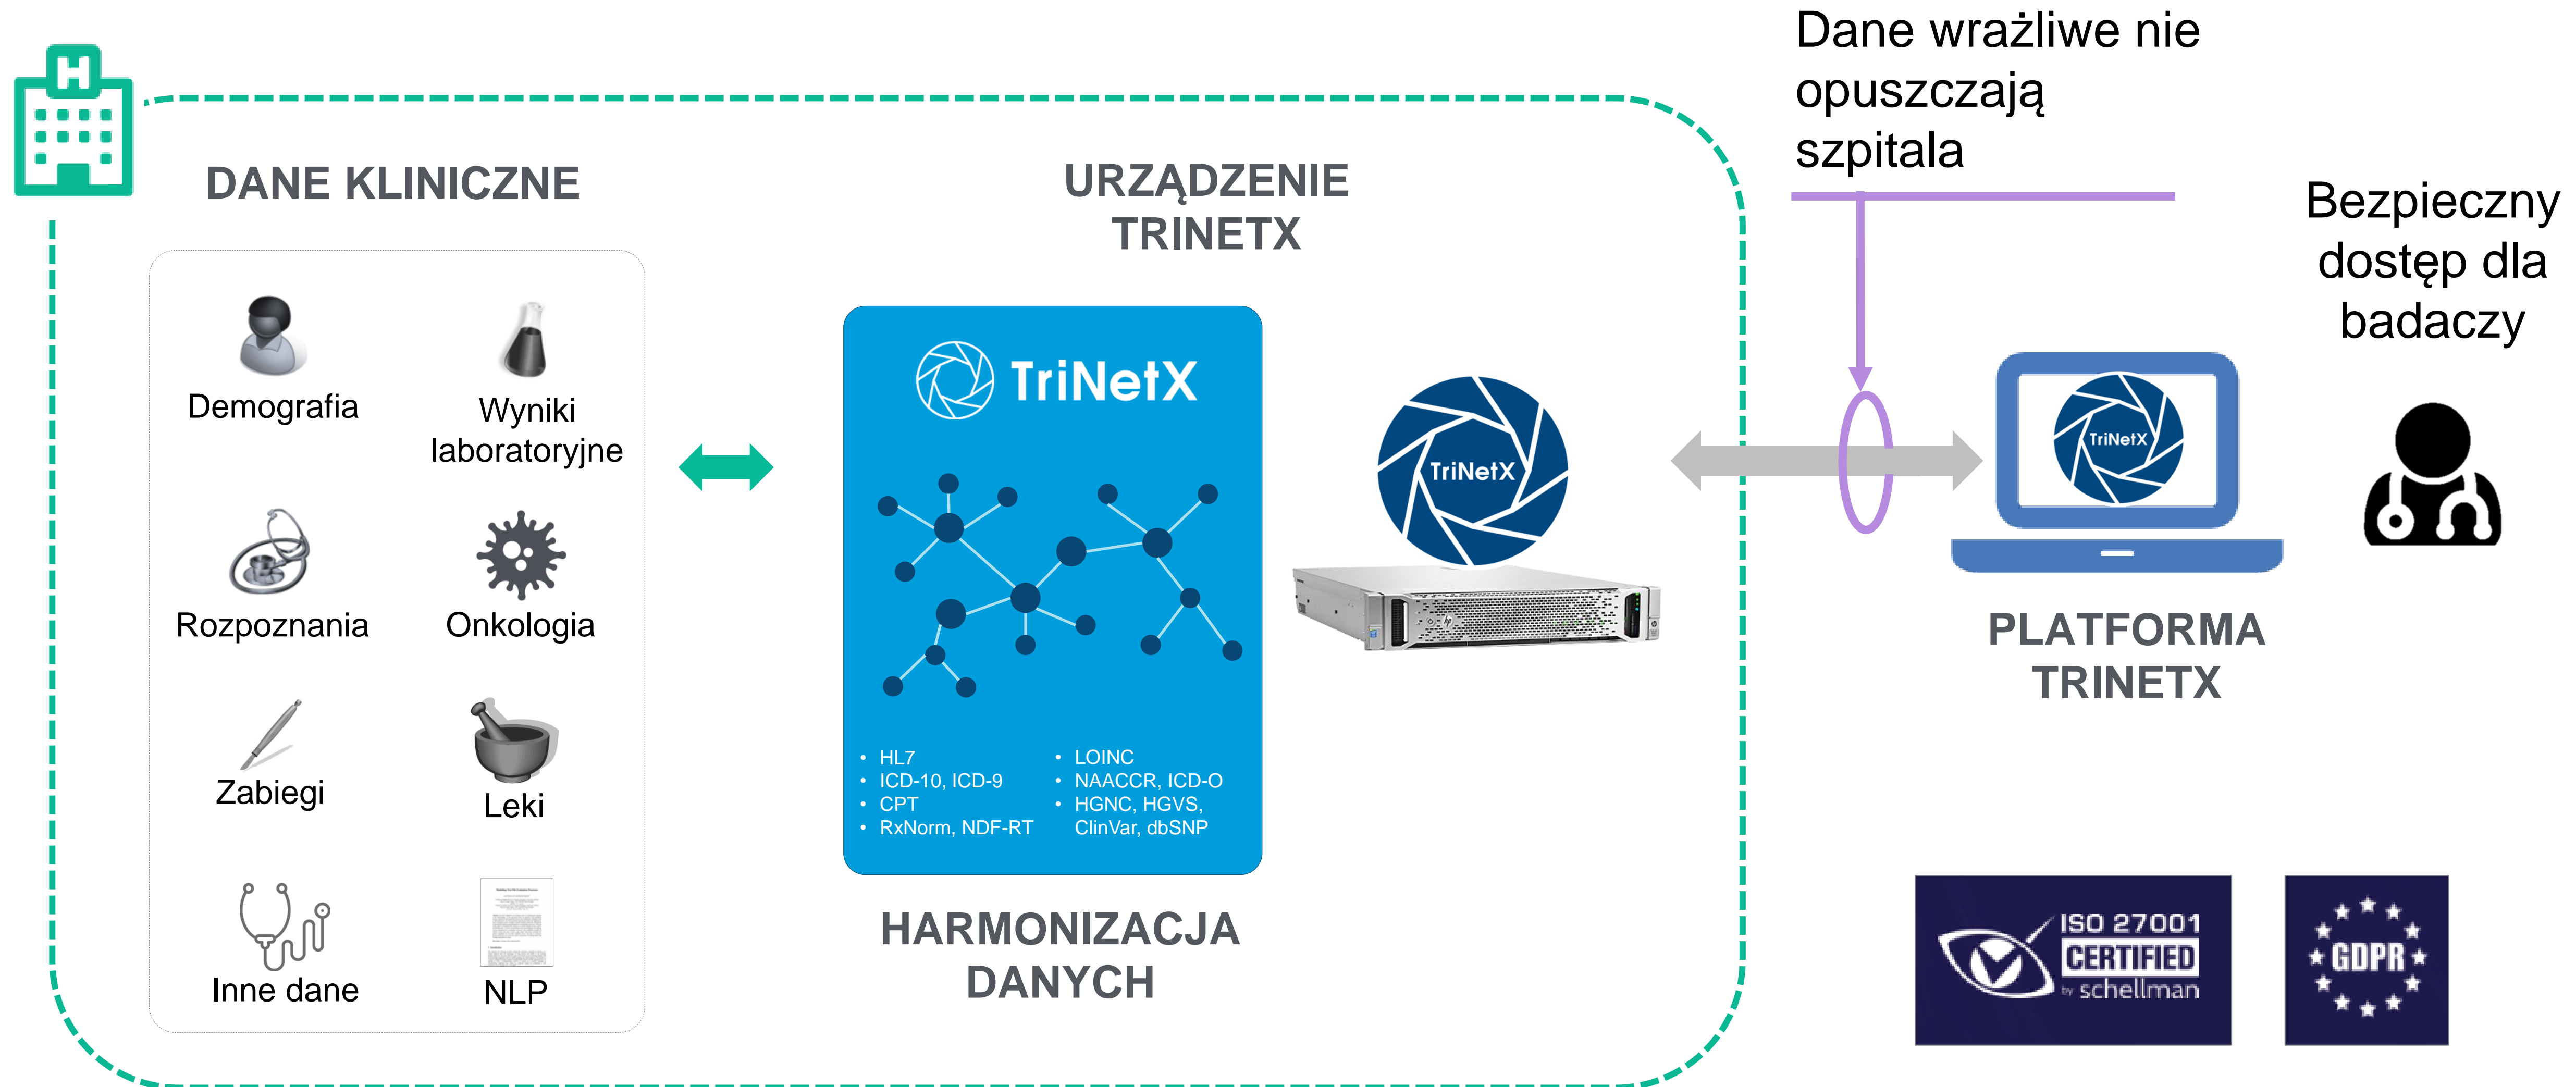 Dane wrażliwe nie
opuszczają
szpitala
H
DANE KLINICZNE
URZĄDZENIE
TRINETX
Bezpieczny
dostęp dla
badaczy
Demografia
Wyniki
laboratoryjne
Rozpoznania
Onkologia
Zabiegi
Leki
Inne dane
NLP
TriNetX
• HL7
• ICD-10, ICD-9
• CPT
• RxNorm, NDF-RT
• LOINC
• NAACCR, ICD-O
• HGNC, HGVS,
ClinVar, dbSNP
HARMONIZACJA
DANYCH
TriNetX
TriNetX
PLATFORMA
TRINETX
ISO 27001
CERTIFIED
by schellman
GDPR